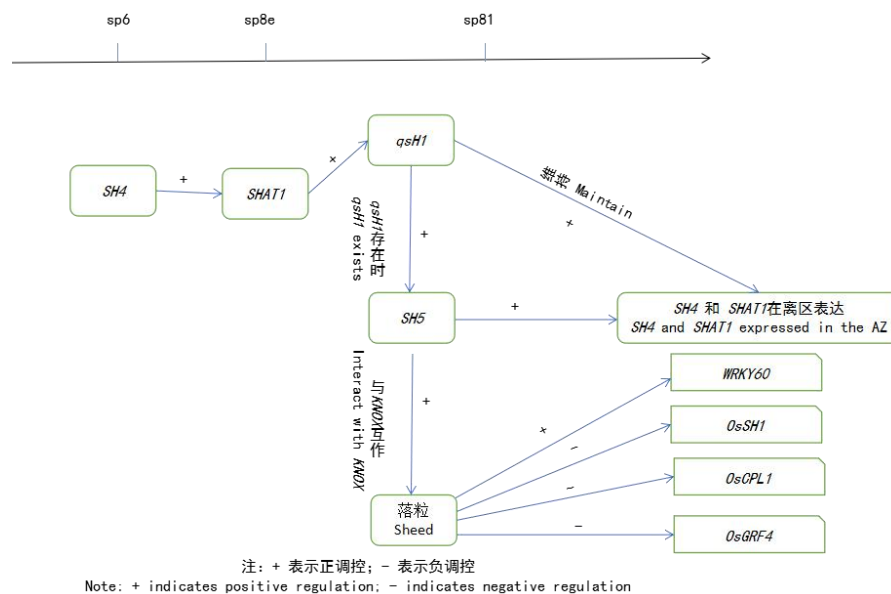 sp6 sp8e sp81
qsH1
SH4
+
SHAT1
+
维持 Maintain
+
qsH1存在时
qsH1 exists
+
SH5
+
SH4 和 SHAT1在离区表达
SH4 and SHAT1 expressed in the AZ
与KNOX互作
Interact with KNOX
+
落粒
Sheed
+
WRKY60
-
OsSH1
-
OsCPL1
-
OsGRF4
注: + 表示正调控; - 表示负调控
Note: + indicates positive regulation; - indicates negative regulation